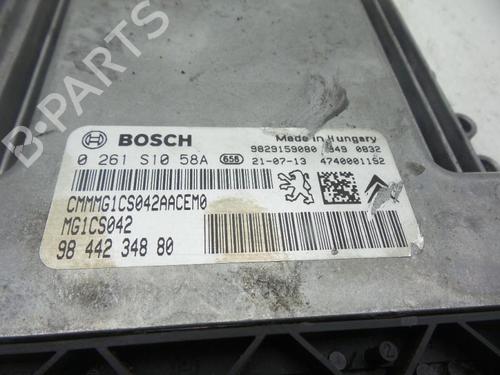 B-PARTS
BOSCH
Made in Hungary
0 261 S10 58A 658
9829159080 849 0832
21-07-13 4740001152
CMMMG1CS042AACEM0
MG1CS042
98 442 348 80